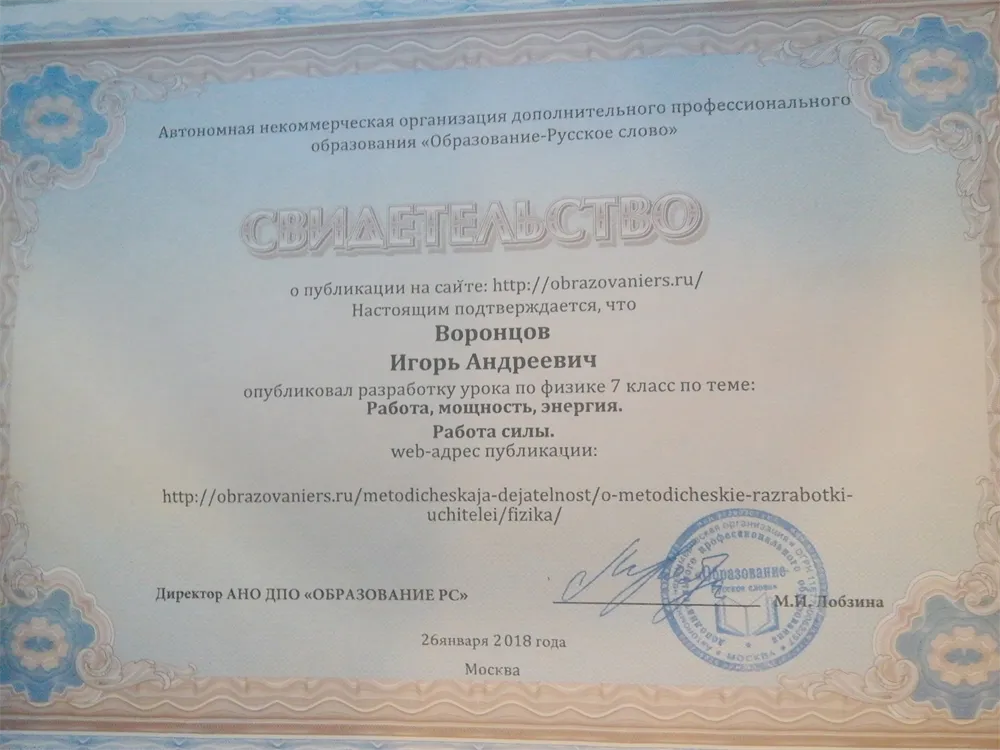 Автономная некоммерческая организация дополнительного профессионального
образования «Образование-Русское слово»
СВИДЕТЕЛЬСТВО
о публикации на сайте: http://obrazovaniers.ru/
Настоящим подтверждается, что
Воронцов
Игорь Андреевич
опубликовал разработку урока по физике 7 класс по теме:
Работа, мощность, энергия.
Работа силы.
web-адрес публикации:
http://obrazovaniers.ru/metodicheskaja-dejatelnost/o-metodicheskie-razrabotki-
uchitelei/fizika/
Директор АНО ДПО «ОБРАЗОВАНИЕ РС»
М.И. Лобзина
«Образование-
Русское слово»
МОСКВА
26января 2018 года
Москва